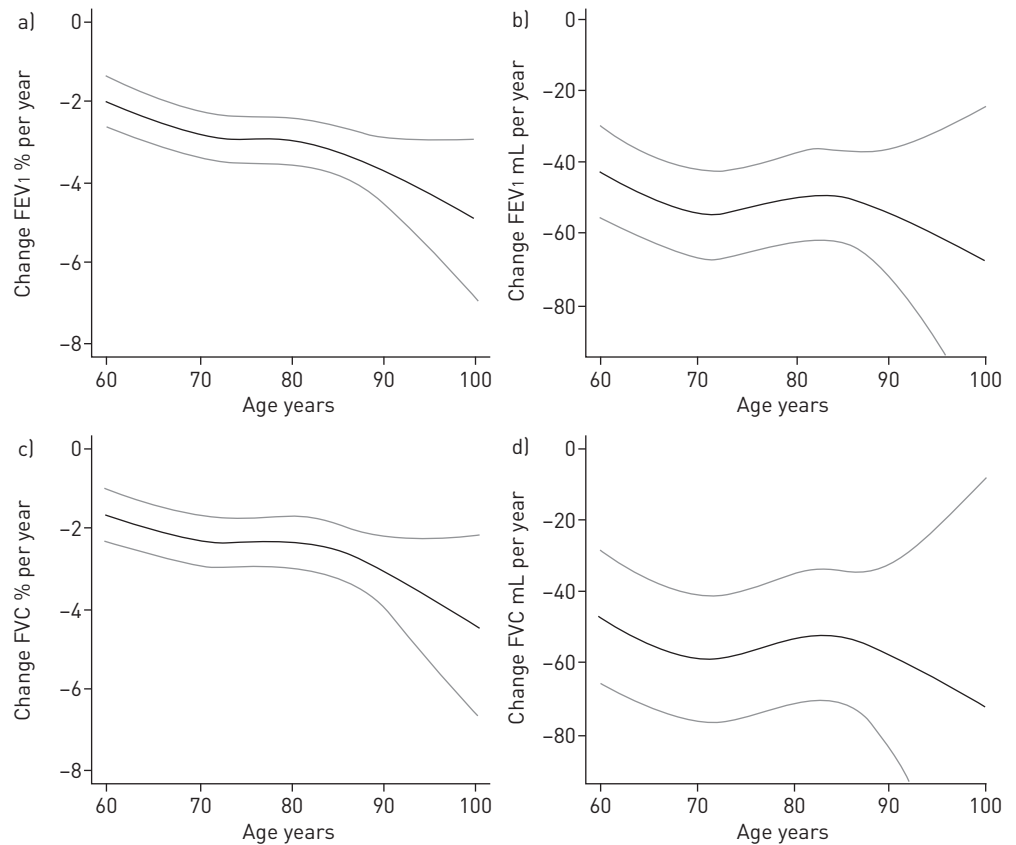 a)
0
−2
−4
−6
−8
Change FEV1 % per year
60 70 80 90 100
Age years
b)
0
−20
−40
−60
−80
Change FEV1 mL per year
60 70 80 90 100
Age years
c)
0
−2
−4
−6
−8
Change FVC % per year
60 70 80 90 100
Age years
d)
0
−20
−40
−60
−80
Change FVC mL per year
60 70 80 90 100
Age years